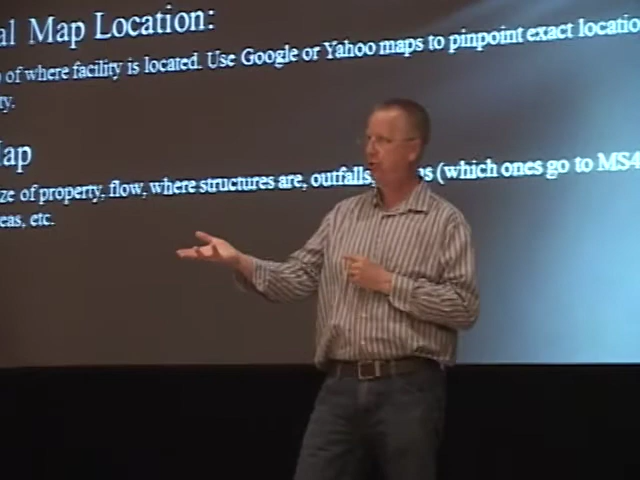 al Map Location:
of where facility is located. Use Google or Yahoo maps to pinpoint exact locatio
ty.
Map
ze of property, flow, where structures are, outfalls, s (which ones go to MS4
eas, etc.